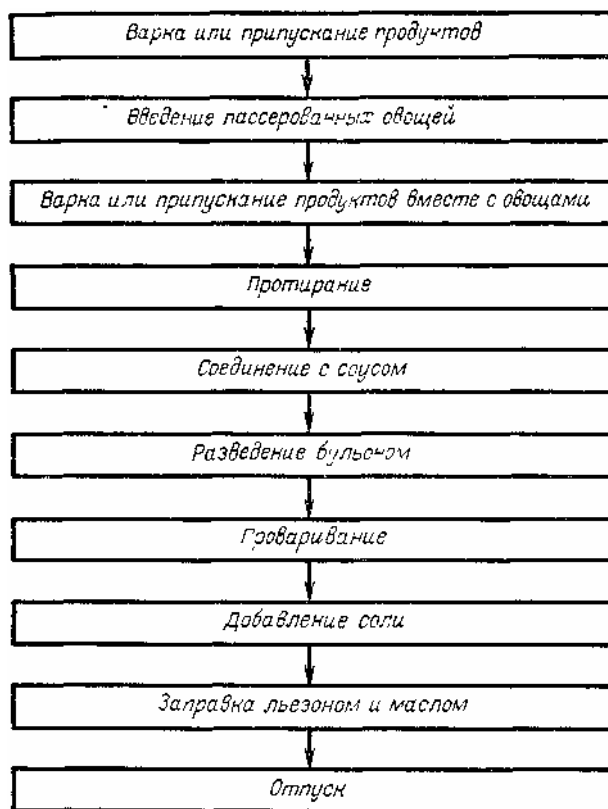 Варка или припускание продуктов
Введение пассерованных овощей
Варка или припускание продуктов вместе с овощами
Протирание
Соединение с соусом
Разведение бульоном
Проваривание
Добавление соли
Заправка льезоном и маслом
Отпуск